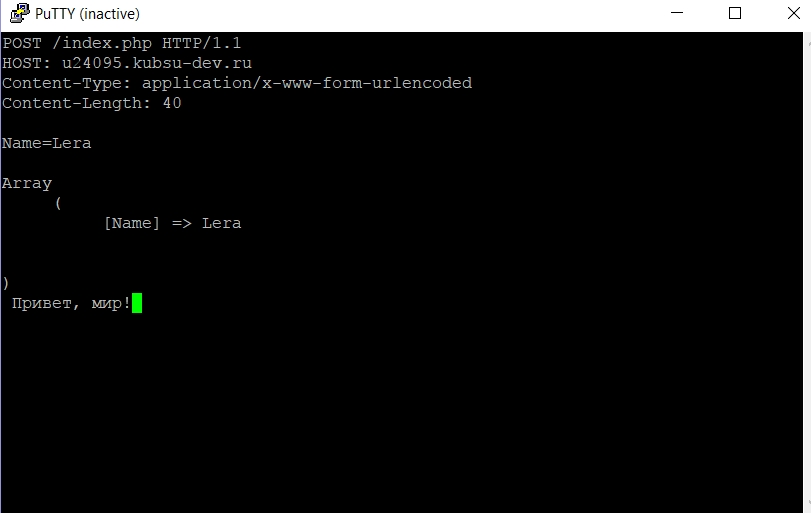 PuTTY (inactive)
POST /index.php HTTP/1.1
HOST: u24095.kubsu-dev.ru
Content-Type: application/x-www-form-urlencoded
Content-Length: 40
Name=Lera
Array
(
[Name] => Lera
)
Привет, мир!